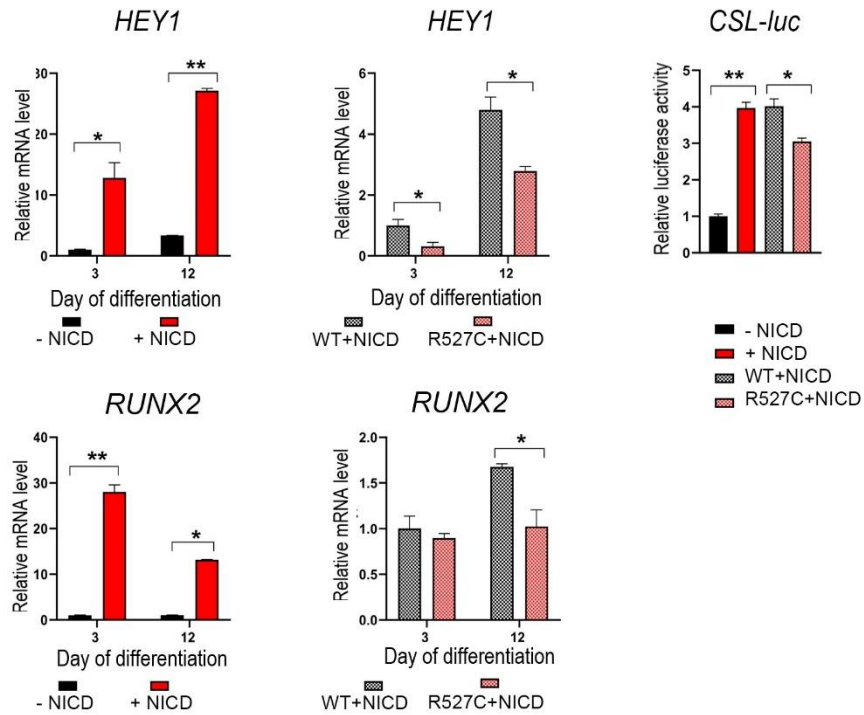 HEY1
Relative mRNA level
30
20
10
0
*
**
3 12
Day of differentiation
- NICD + NICD
HEY1
Relative mRNA level
6
4
2
0
*
*
3 12
Day of differentiation
WT+NICD R527C+NICD
CSL-luc
Relative luciferase activity
5
4
3
2
1
0
** *
- NICD
+ NICD
WT+NICD
R527C+NICD
RUNX2
Relative mRNA level
40
30
20
10
0
**
*
3 12
Day of differentiation
- NICD + NICD
RUNX2
Relative mRNA level
2.0
1.5
1.0
0.5
0.0
*
3 12
Day of differentiation
WT+NICD R527C+NICD